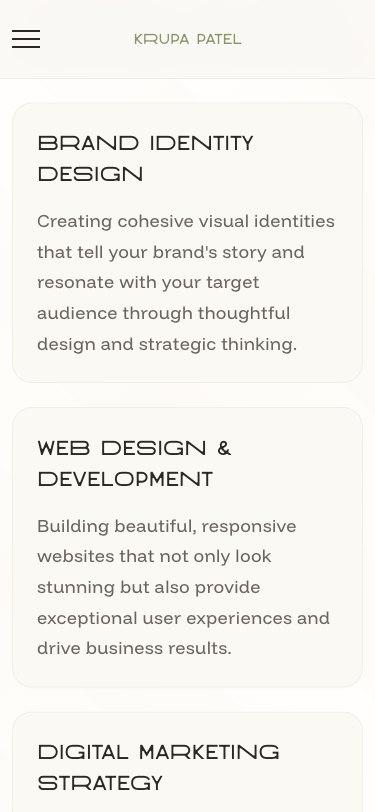 KRUPA PATEL
BRAND IDENTITY
DESIGN
Creating cohesive visual identities
that tell your brand's story and
resonate with your target
audience through thoughtful
design and strategic thinking.
WEB DESIGN &
DEVELOPMENT
Building beautiful, responsive
websites that not only look
stunning but also provide
exceptional user experiences and
drive business results.
DIGITAL MARKETING
STRATEGY